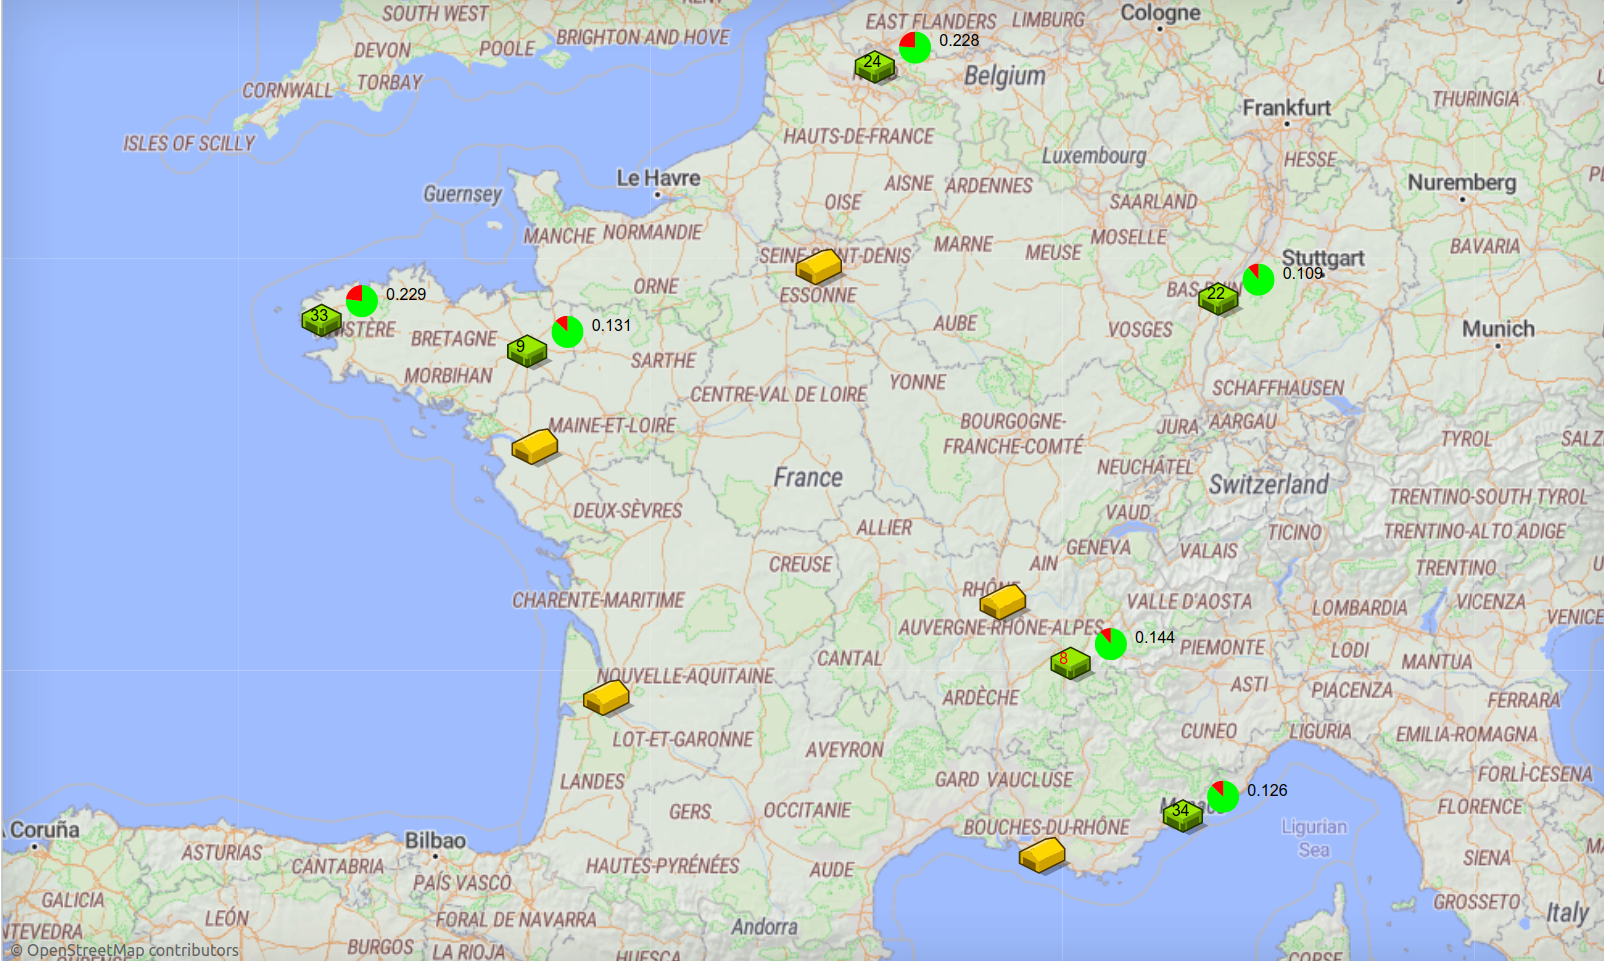 SOUTH WEST
KENT
EAST FLANDERS
LIMBURG
Cologne
BRIGHTON AND HOVE
0.228
DEVON
POOLE
24
Belgium
CORNWALL
TORBAY
THURINGIA
Frankfurt
ISLES OF SCILLY
HAUTS-DE-FRANCE
Luxembourg
HESSE
Le Havre
AISNE
ARDENNES
Nuremberg
Guernsey
OISE
SAARLAND
MANCHE
NORMANDIE
MARNE
MEUSE
MOSELLE
BAVARIA
Stuttgart
0.109
ORNE
ESSONNE
22
0.229
33
0.131
BRETAGNE
AUBE
VOSGES
Munich
9
SARTHE
MORBIHAN
CENTRE-VAL DE LOIRE
YONNE
SCHAFFHAUSEN
MAINE-ET-LOIRE
BOURGOGNE-
FRANCHE-COMTÉ
JURA
AARGAU
TYROL
SALZ
NEUCHÂTEL
France
Switzerland
TRENTINO-SOUTH TYROL
DEUX-SÈVRES
VAUD
ALLIER
TICINO
TRENTINO-ALTO ADIGE
GENEVA
VALAIS
CREUSE
AIN
TRENTINO
RHÔNE
CHARENTE-MARITIME
VALLE D'AOSTA
LOMBARDIA
VICENZA
VENICE
AUVERGNE-RHÔNE-ALPES
0.144
8
CANTAL
PIEMONTE
LODI
MANTUA
NOUVELLE-AQUITAINE
ARDÈCHE
ASTI
PIACENZA
FERRARA
LOT-ET-GARONNE
AVEYRON
CUNEO
LIGURIA
EMILIA-ROMAGNA
LANDES
GARD
VAUCLUSE
FORLÌ-CESENA
0.126
GERS
OCCITANIE
34
FLORENCE
A Coruña
Bilbao
BOUCHES-DU-RHÔNE
Ligurian
Sea
ASTURIAS
CANTABRIA
HAUTES-PYRÉNÉES
AUDE
SIENA
PAÍS VASCO
GALICIA
GROSSETO
LEÓN
FORAL DE NAVARRA
Andorra
Italy
NTEVEDRA
BURGOS
LA RIOJA
HUESCA
CORSE
© OpenStreetMap contributors